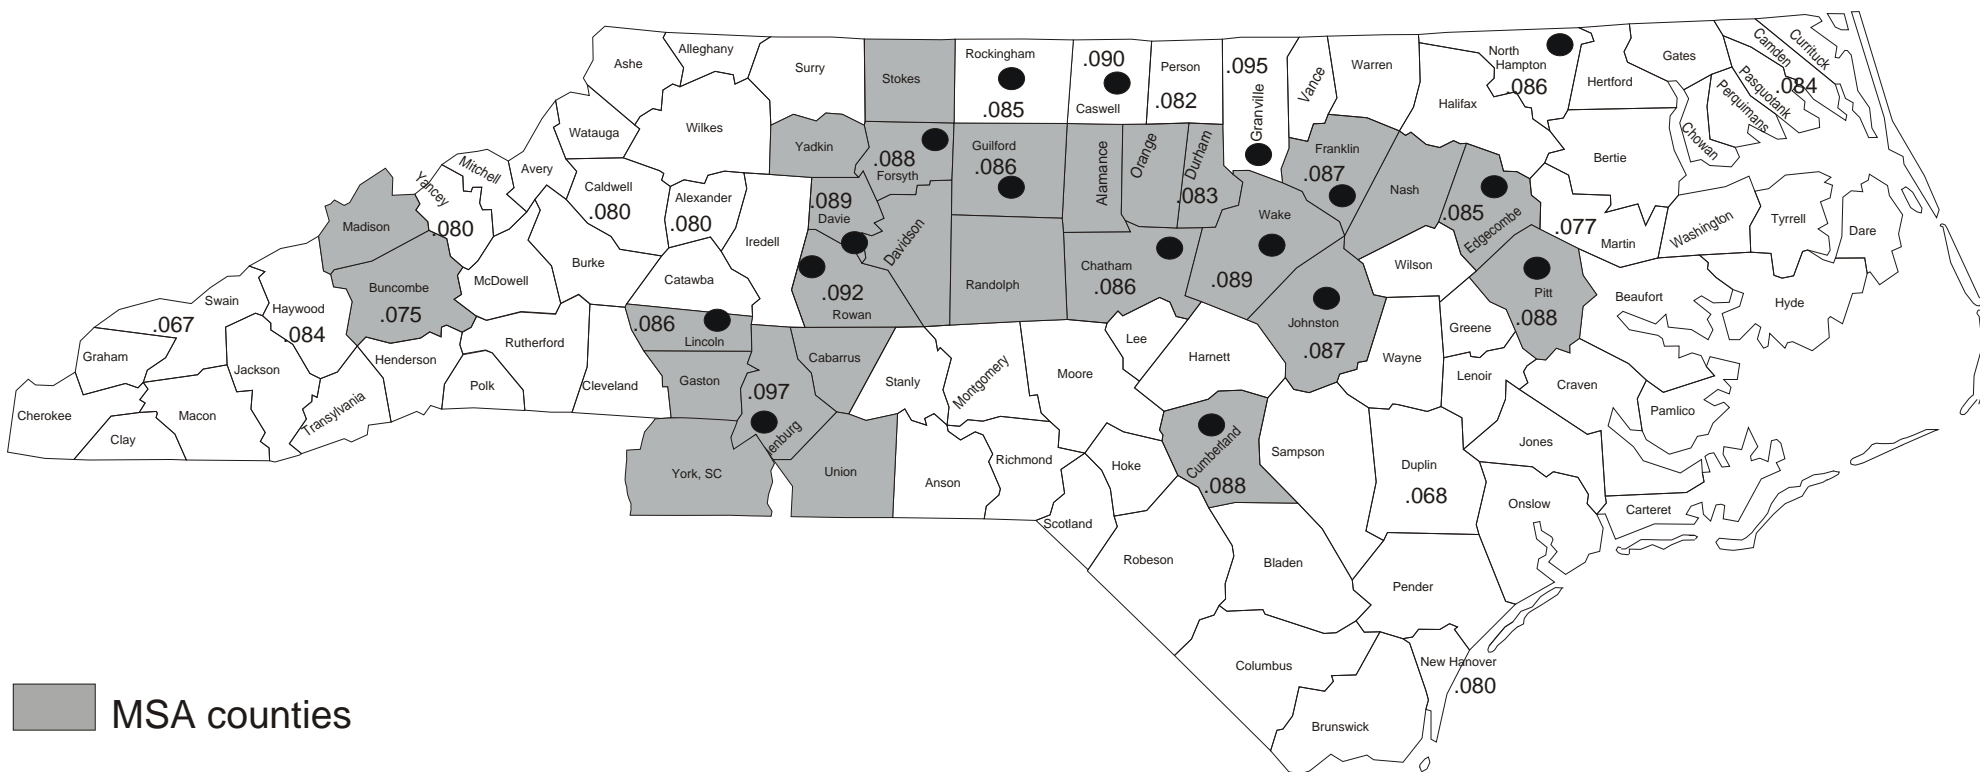 Ashe
Alleghany
Surry
Stokes
Rockingham
.085
.090
Caswell
Person
.082
.095
Granville
Vance
Warren
Halifax
North
Hampton
.086
Hertford
Gates
Camden
Currituck
Pasquotank
.084
Perquimans
Chowan
Bertie
Watauga
Wilkes
Yadkin
.088
Forsyth
Guilford
.086
Alamance
Orange
Durham
.083
Franklin
.087
Nash
.085
Edgecombe
.077
Martin
Washington
Tyrrell
Dare
Mitchell
Avery
Yancey
.080
Caldwell
.080
Alexander
.080
Iredell
.089
Davie
Davidson
Wake
.089
Madison
Buncombe
.075
McDowell
Burke
Catawba
.092
Rowan
Randolph
Chatham
.086
Johnston
.087
Wilson
Pitt
.088
Beaufort
Hyde
Swain
.067
Haywood
.084
Graham
Jackson
Henderson
Rutherford
Polk
Cleveland
.086
Lincoln
Gaston
.097
enburg
Cabarrus
Stanly
Montgomery
Moore
Lee
Harnett
Wayne
Greene
Lenoir
Craven
Pamlico
Cherokee
Clay
Macon
Transylvania
York, SC
Union
Anson
Richmond
Hoke
Scotland
Cumberland
.088
Sampson
Duplin
.068
Jones
Onslow
Carteret
Robeson
Bladen
Pender
Columbus
New Hanover
.080
Brunswick
MSA counties